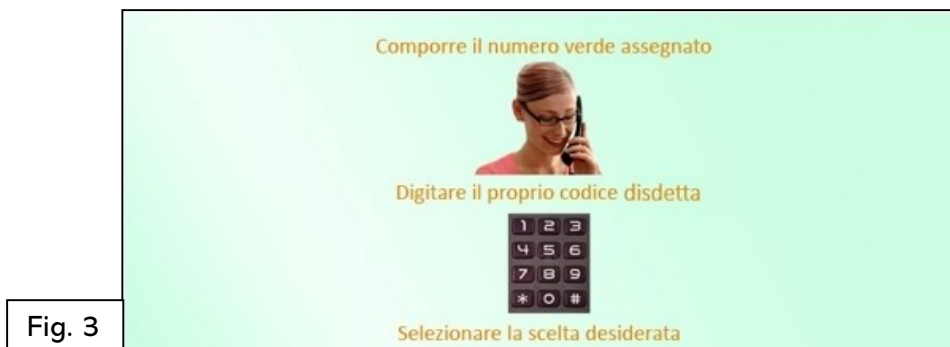 Comporre il numero verde assegnato
Digitare il proprio codice disdetta
1 2 3
4 5 6
7 8 9
* 0 #
Fig. 3
Selezionare la scelta desiderata